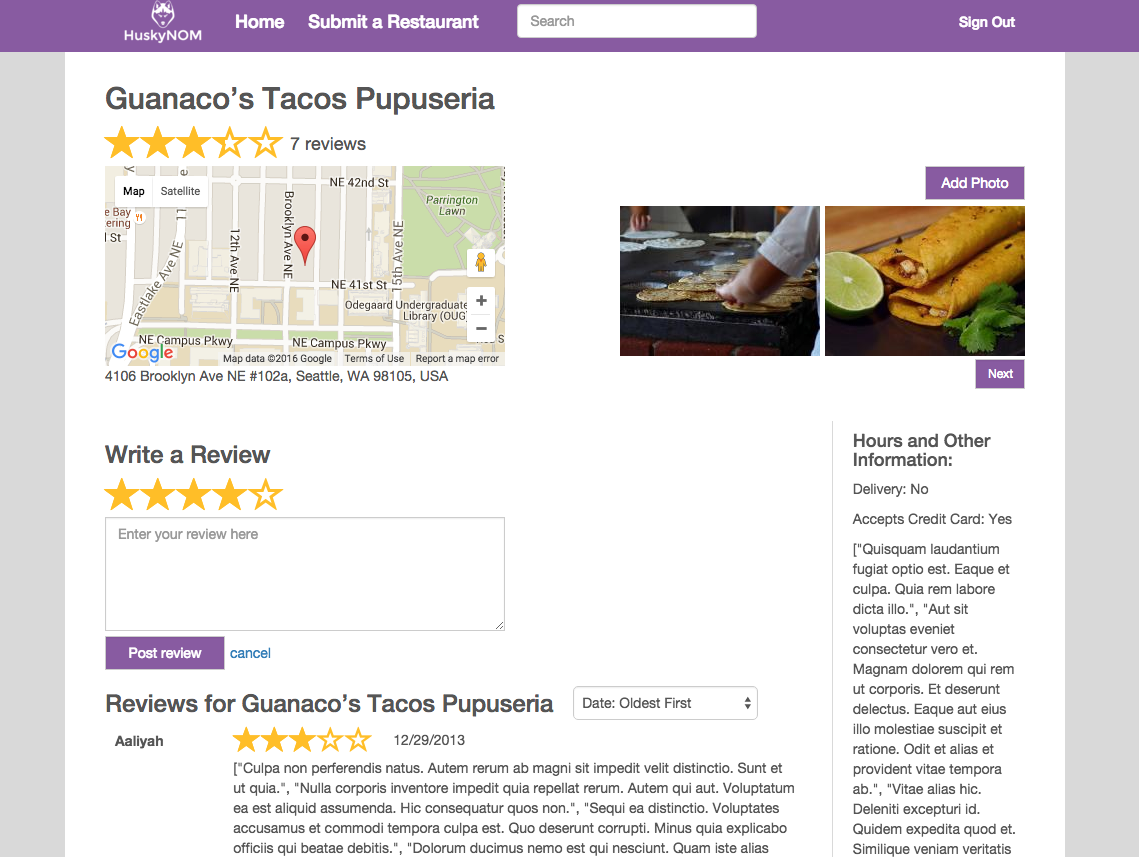 HuskyNOM
Home
Submit a Restaurant
Search
Sign Out
Guanaco's Tacos Pupuseria
7 reviews
Map
Satellite
NE 42nd St
Parrington
Lawn
e Bay
ering
l St
11
Eastlake Ave NE
12th Ave NE
Brooklyn Ave NE
15th Ave NE
NE 41st St
Odegaard Undergraduate
Library (OUG
+
−
NE Campus Pkwy
NE Campus Pkwy
Google
Map data ©2016 Google
Terms of Use
Report a map error
4106 Brooklyn Ave NE #102a, Seattle, WA 98105, USA
Add Photo
Next
Write a Review
Enter your review here
Post review
cancel
Reviews for Guanaco's Tacos Pupuseria
Date: Oldest First
Aaliyah
12/29/2013
["Culpa non perferendis natus. Autem rerum ab magni sit impedit velit distinctio. Sunt et
ut quia.", "Nulla corporis inventore impedit quia repellat rerum. Autem qui aut. Voluptatum
ea est aliquid assumenda. Hic consequatur quos non.", "Sequi ea distinctio. Voluptates
accusamus et commodi tempora culpa est. Quo deserunt corrupti. Minus quia explicabo
officiis qui beatae debitis.", "Dolorum ducimus nemo est qui nesciunt. Quam iste alias
Hours and Other
Information:
Delivery: No
Accepts Credit Card: Yes
["Quisquam laudantium
fugiat optio est. Eaque et
culpa. Quia rem labore
dicta illo.", "Aut sit
voluptas eveniet
consectetur vero et.
Magnam dolorem qui rem
ut corporis. Et deserunt
delectus. Eaque aut eius
illo molestiae suscipit et
ratione. Odit et alias et
provident vitae tempora
ab.", "Vitae alias hic.
Deleniti excepturi id.
Quidem expedita quod et.
Similique veniam veritatis